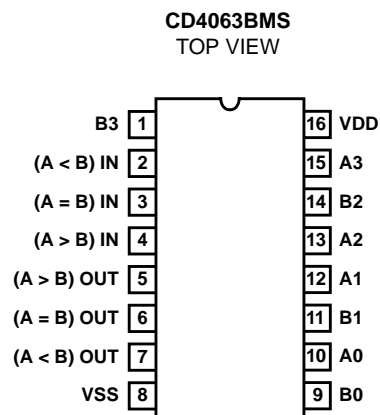 CD4063BMS
TOP VIEW
B3 1 16 VDD
(A < B) IN 2 15 A3
(A = B) IN 3 14 B2
(A > B) IN 4 13 A2
(A > B) OUT 5 12 A1
(A = B) OUT 6 11 B1
(A < B) OUT 7 10 A0
VSS 8 9 B0